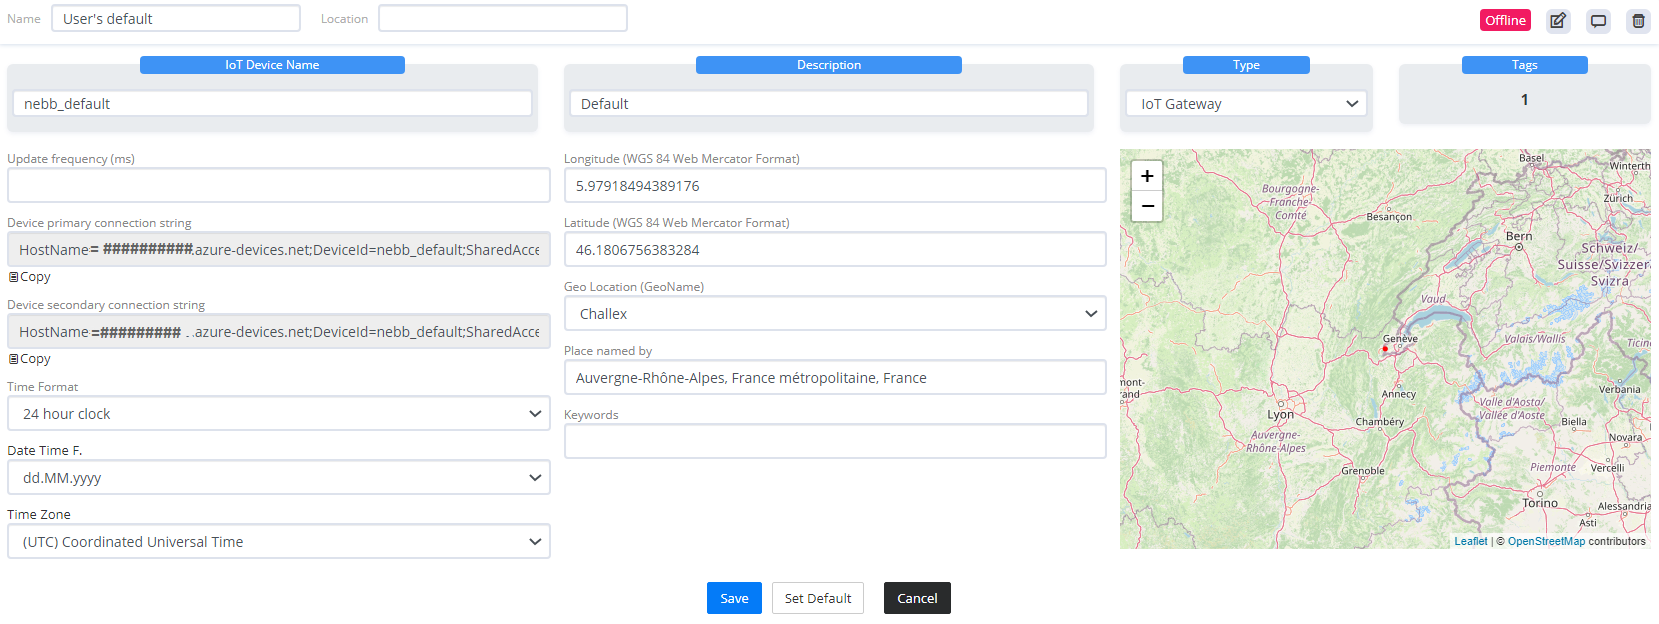 Name User's default Location Offline
IoT Device Name Description Type Tags
nebb_default Default IoT Gateway 1
Update frequency (ms)
Device primary connection string
HostName= ##########.azure-devices.net;DeviceId=nebb_default;SharedAcce
Copy
Device secondary connection string
HostName=######### ..azure-devices.net;DeviceId=nebb_default;SharedAcce
Copy
Time Format
24 hour clock
Date Time F.
dd.MM.yyyy
Time Zone
(UTC) Coordinated Universal Time
Longitude (WGS 84 Web Mercator Format)
5.97918494389176
Latitude (WGS 84 Web Mercator Format)
46.1806756383284
Geo Location (GeoName)
Challex
Place named by
Auvergne-Rhône-Alpes, France métropolitaine, France
Keywords
+
−
Basel
Winterth
Zürich
Bourgogne-
Franche-
Comté
Besançon
Bern
Schweiz/
Suisse/Svizzera
Svizra
Vaud
Genève
Valais/Wallis
Ticin
mont-
rand
Annecy
Verbania
Lyon
Chambéry
Valle d'Aosta/
Vallée d'Aoste
Biella
Novara
Auvergne-
Rhône-Alpes
Grenoble
Piemonte
Vercelli
Torino
Alessandria
Asti
Leaflet | © OpenStreetMap contributors
Save Set Default Cancel